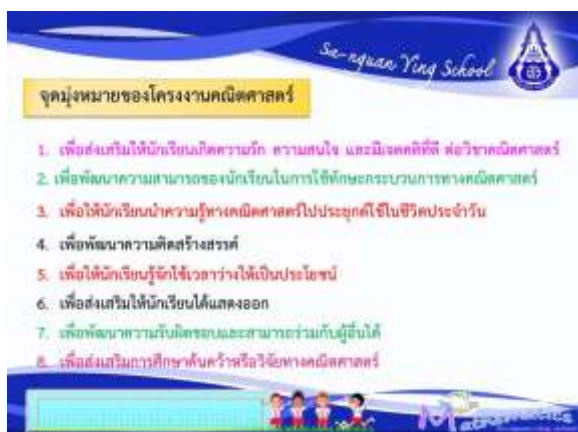 Sa-nguan Ying School
จุดมุ่งหมายของโครงงานคณิตศาสตร์
1. เพื่อส่งเสริมให้นักเรียนเกิดความรัก ความสนใจ และมีเจตคติที่ดี ต่อวิชาคณิตศาสตร์
2. เพื่อพัฒนาความสามารถของนักเรียนในการใช้ทักษะกระบวนการทางคณิตศาสตร์
3. เพื่อให้นักเรียนนำความรู้ทางคณิตศาสตร์ไปประยุกต์ใช้ในชีวิตประจำวัน
4. เพื่อพัฒนาความคิดสร้างสรรค์
5. เพื่อให้นักเรียนรู้จักใช้เวลาว่างให้เป็นประโยชน์
6. เพื่อส่งเสริมให้นักเรียนได้แสดงออก
7. เพื่อพัฒนาความรับผิดชอบและสามารถร่วมกับผู้อื่นได้
8. เพื่อส่งเสริมการศึกษาค้นคว้าหรือวิจัยทางคณิตศาสตร์
Mathematics